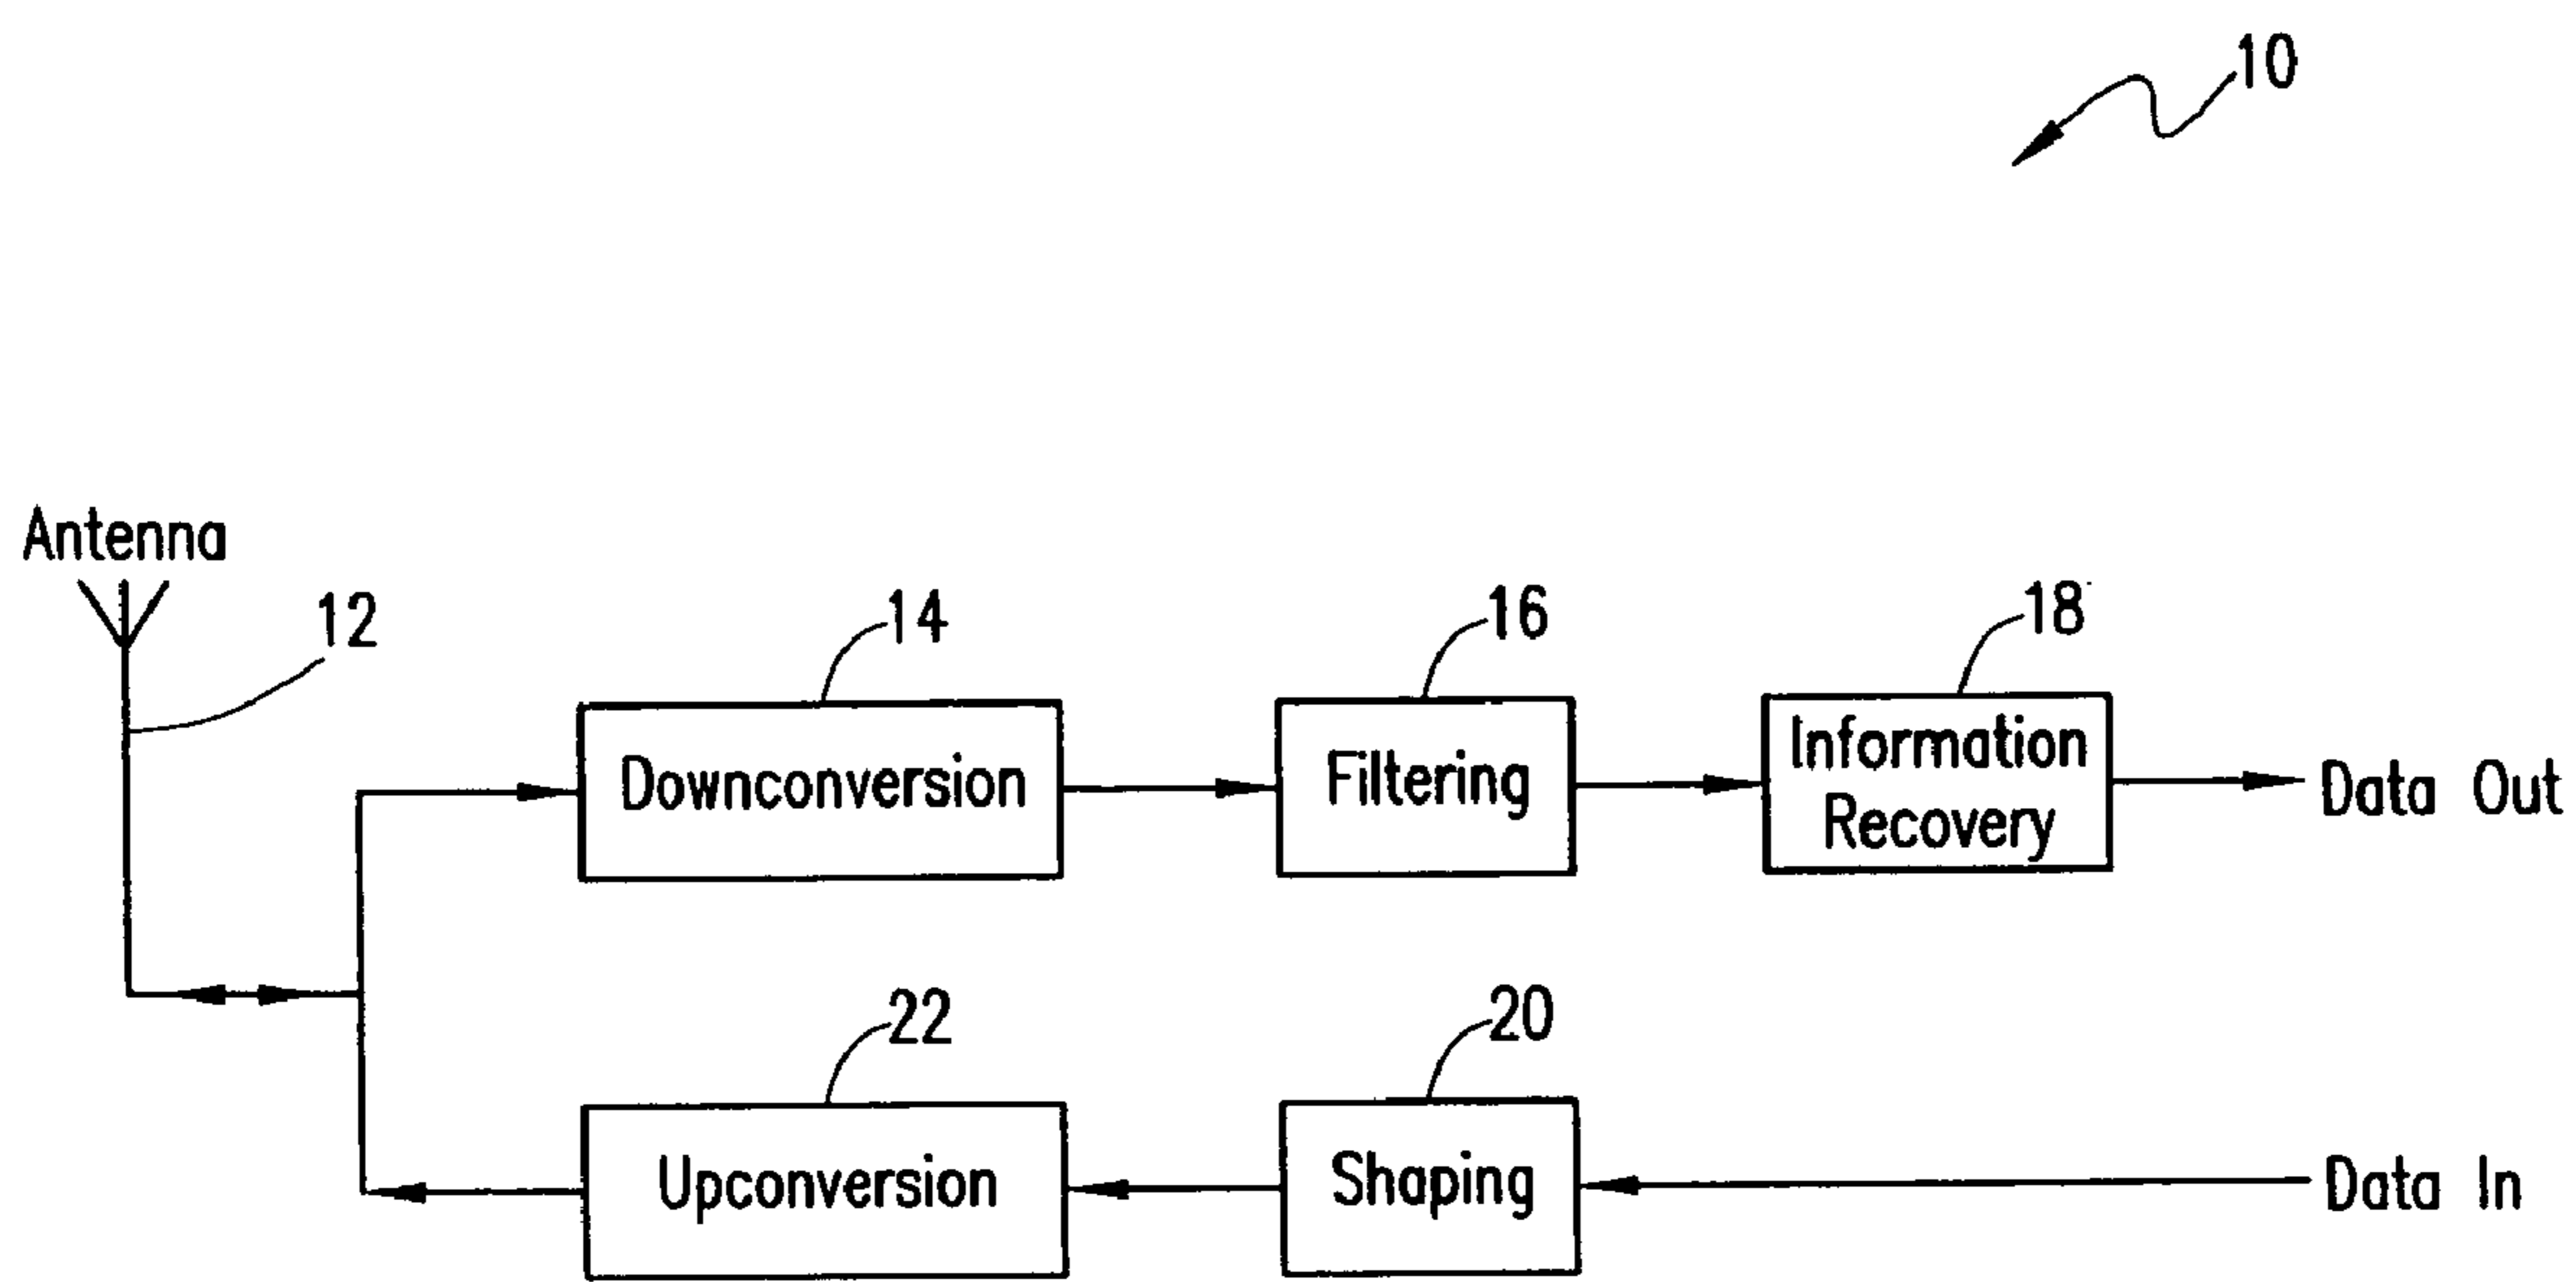 10
Antenna
12
14
16
18
Downconversion
Filtering
Information
Recovery
Data Out
22
20
Upconversion
Shaping
Data In